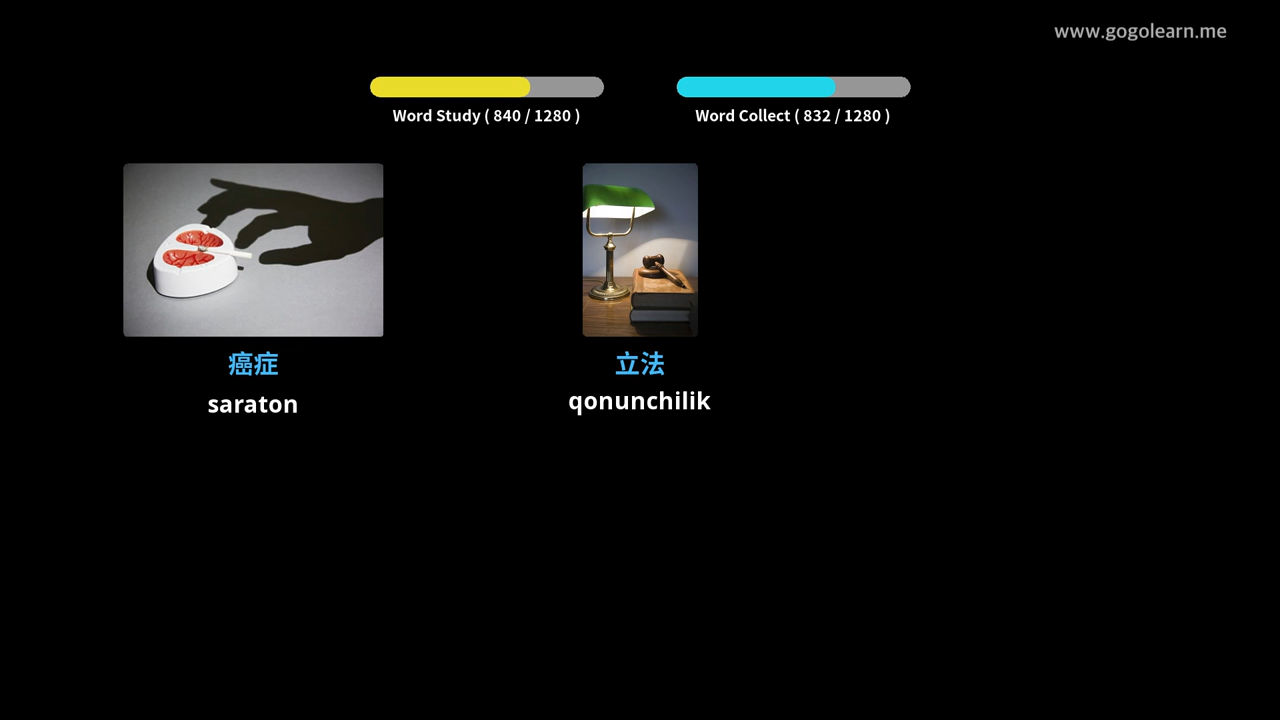 www.gogolearn.me
Word Study ( 840 / 1280 )
Word Collect ( 832 / 1280 )
癌症
saraton
立法
qonunchilik